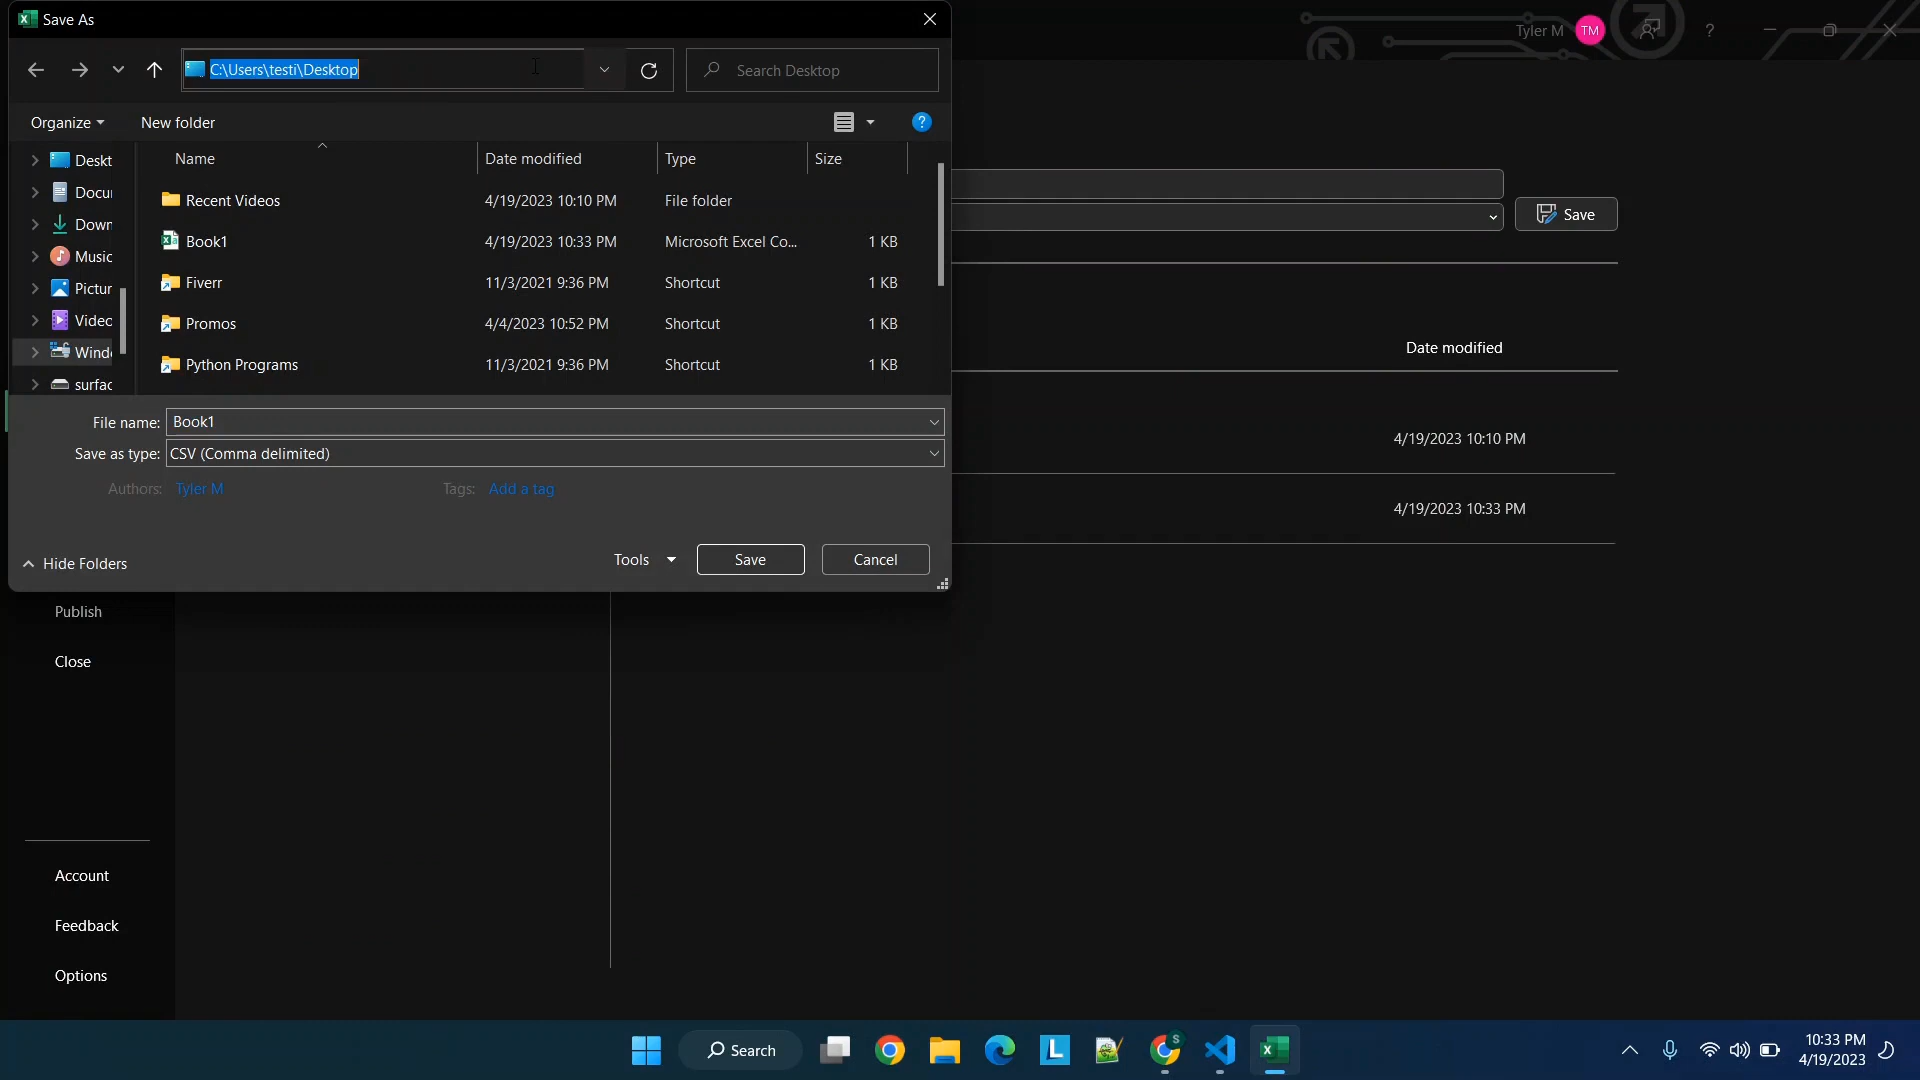 Save As
Tyler M TM ?
C:\Users\testi\Desktop
Search Desktop
Organize New folder ?
Name Date modified Type Size
Deskt
Docu
Down
Music
Pictur
Video
Wind
surfac
Recent Videos 4/19/2023 10:10 PM File folder
Book1 4/19/2023 10:33 PM Microsoft Excel Co... 1 KB
Fiverr 11/3/2021 9:36 PM Shortcut 1 KB
Promos 4/4/2023 10:52 PM Shortcut 1 KB
Python Programs 11/3/2021 9:36 PM Shortcut 1 KB
File name: Book1
Save as type: CSV (Comma delimited)
Authors: Tyler M Tags: Add a tag
Hide Folders Tools Save Cancel
Save
Date modified
4/19/2023 10:10 PM
4/19/2023 10:33 PM
Publish
Close
Account
Feedback
Options
Search
L
S
10:33 PM
4/19/2023